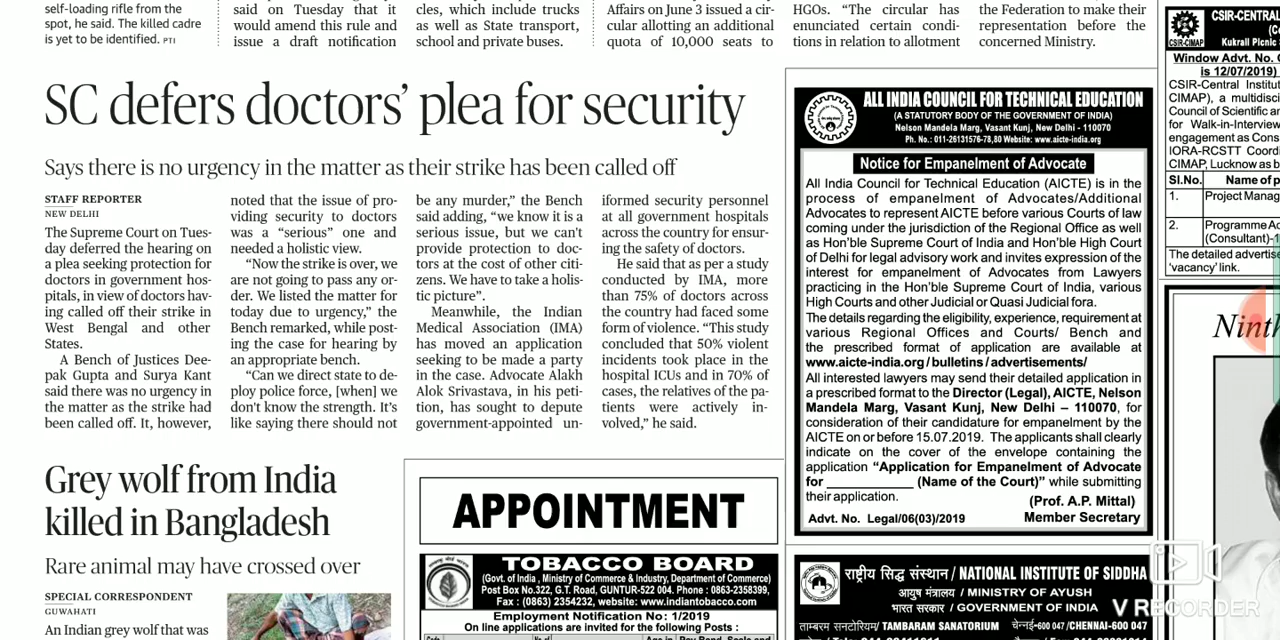 self-loading rifle from the
spot, he said. The killed cadre
is yet to be identified. PTI
said on Tuesday that it
would amend this rule and
issue a draft notification
cles, which include trucks
as well as State transport,
school and private buses.
Affairs on June 3 issued a cir-
cular allotting an additional
quota of 10,000 seats to
HGOs. “The circular has
enunciated certain condi-
tions in relation to allotment
the Federation to make their
representation before the
concerned Ministry.
SC defers doctors’ plea for security
Says there is no urgency in the matter as their strike has been called off
STAFF REPORTER
NEW DELHI
The Supreme Court on Tues-
day deferred the hearing on
a plea seeking protection for
doctors in government hos-
pitals, in view of doctors hav-
ing called off their strike in
West Bengal and other
States.
A Bench of Justices Dee-
pak Gupta and Surya Kant
said there was no urgency in
the matter as the strike had
been called off. It, however,
noted that the issue of pro-
viding security to doctors
was a “serious” one and
needed a holistic view.
“Now the strike is over, we
are not going to pass any or-
der. We listed the matter for
today due to urgency,” the
Bench remarked, while post-
ing the case for hearing by
an appropriate bench.
“Can we direct state to de-
ploy police force, [when] we
don’t know the strength. It’s
like saying there should not
be any murder,” the Bench
said adding, “we know it is a
serious issue, but we can’t
provide protection to doc-
tors at the cost of other citi-
zens. We have to take a holis-
tic picture”.
Meanwhile, the Indian
Medical Association (IMA)
has moved an application
seeking to be made a party
in the case. Advocate Alakh
Alok Srivastava, in his peti-
tion, has sought to depute
government-appointed un-
iformed security personnel
at all government hospitals
across the country for ensur-
ing the safety of doctors.
He said that as per a study
conducted by IMA, more
than 75% of doctors across
the country had faced some
form of violence. “This study
concluded that 50% violent
incidents took place in the
hospital ICUs and in 70% of
cases, the relatives of the pa-
tients were actively in-
volved,” he said.
Grey wolf from India
killed in Bangladesh
Rare animal may have crossed over
SPECIAL CORRESPONDENT
GUWAHATI
An Indian grey wolf that was
APPOINTMENT
TOBACCO BOARD
(Govt. of India , Ministry of Commerce & Industry, Department of Commerce)
Post Box No.322, G.T. Road, GUNTUR-522 004. Phone : 0863-2358399,
Fax : (0863) 2354232, website: www.indiantobacco.com
Employment Notification No: 1/2019
On line applications are invited for the following Posts :
ALL INDIA COUNCIL FOR TECHNICAL EDUCATION
(A STATUTORY BODY OF THE GOVERNMENT OF INDIA)
Nelson Mandela Marg, Vasant Kunj, New Delhi - 110070
Ph. No.: 011-26131576-78,80 Website: www.aicte-india.org
Notice for Empanelment of Advocate
All India Council for Technical Education (AICTE) is in the
process of empanelment of Advocates/Additional
Advocates to represent AICTE before various Courts of law
coming under the jurisdiction of the Regional Office as well
as Hon’ble Supreme Court of India and Hon’ble High Court
of Delhi for legal advisory work and invites expression of the
interest for empanelment of Advocates from Lawyers
practicing in the Hon’ble Supreme Court of India, various
High Courts and other Judicial or Quasi Judicial fora.
The details regarding the eligibility, experience, requirement at
various Regional Offices and Courts/ Bench and
the prescribed format of application are available at
www.aicte-india.org/bulletins/advertisements/
All interested lawyers may send their detailed application in
a prescribed format to the Director (Legal), AICTE, Nelson
Mandela Marg, Vasant Kunj, New Delhi – 110070, for
consideration of their candidature for empanelment by the
AICTE on or before 15.07.2019. The applicants shall clearly
indicate on the cover of the envelope containing the
application “Application for Empanelment of Advocate
for ____________ (Name of the Court)” while submitting
their application.
(Prof. A.P. Mittal)
Advt. No. Legal/06(03)/2019 Member Secretary
राष्ट्रीय सिद्ध संस्थान / NATIONAL INSTITUTE OF SIDDHA
आयुष मंत्रालय / MINISTRY OF AYUSH
भारत सरकार / GOVERNMENT OF INDIA
ताम्बरम सनटोरियम/ TAMBARAM SANATORIUM चेन्नई-600 047/CHENNAI-600 047
CSIR-CENTRAL
CSIR-CIMAP
Kukrail Picnic
Window Advt. No.
is 12/07/2019)
CSIR-Central Institut
CIMAP), a multidisci
Council of Scientific an
for Walk-in-Interview
engagement as Cons
IORA-RCSTT Coordi
CIMAP, Lucknow as b
Sl.No. Name of p
1. Project Manag
2. Programme Ad
(Consultant)-1
The detailed advertise
‘vacancy’ link.
Ninth
V RECORDER